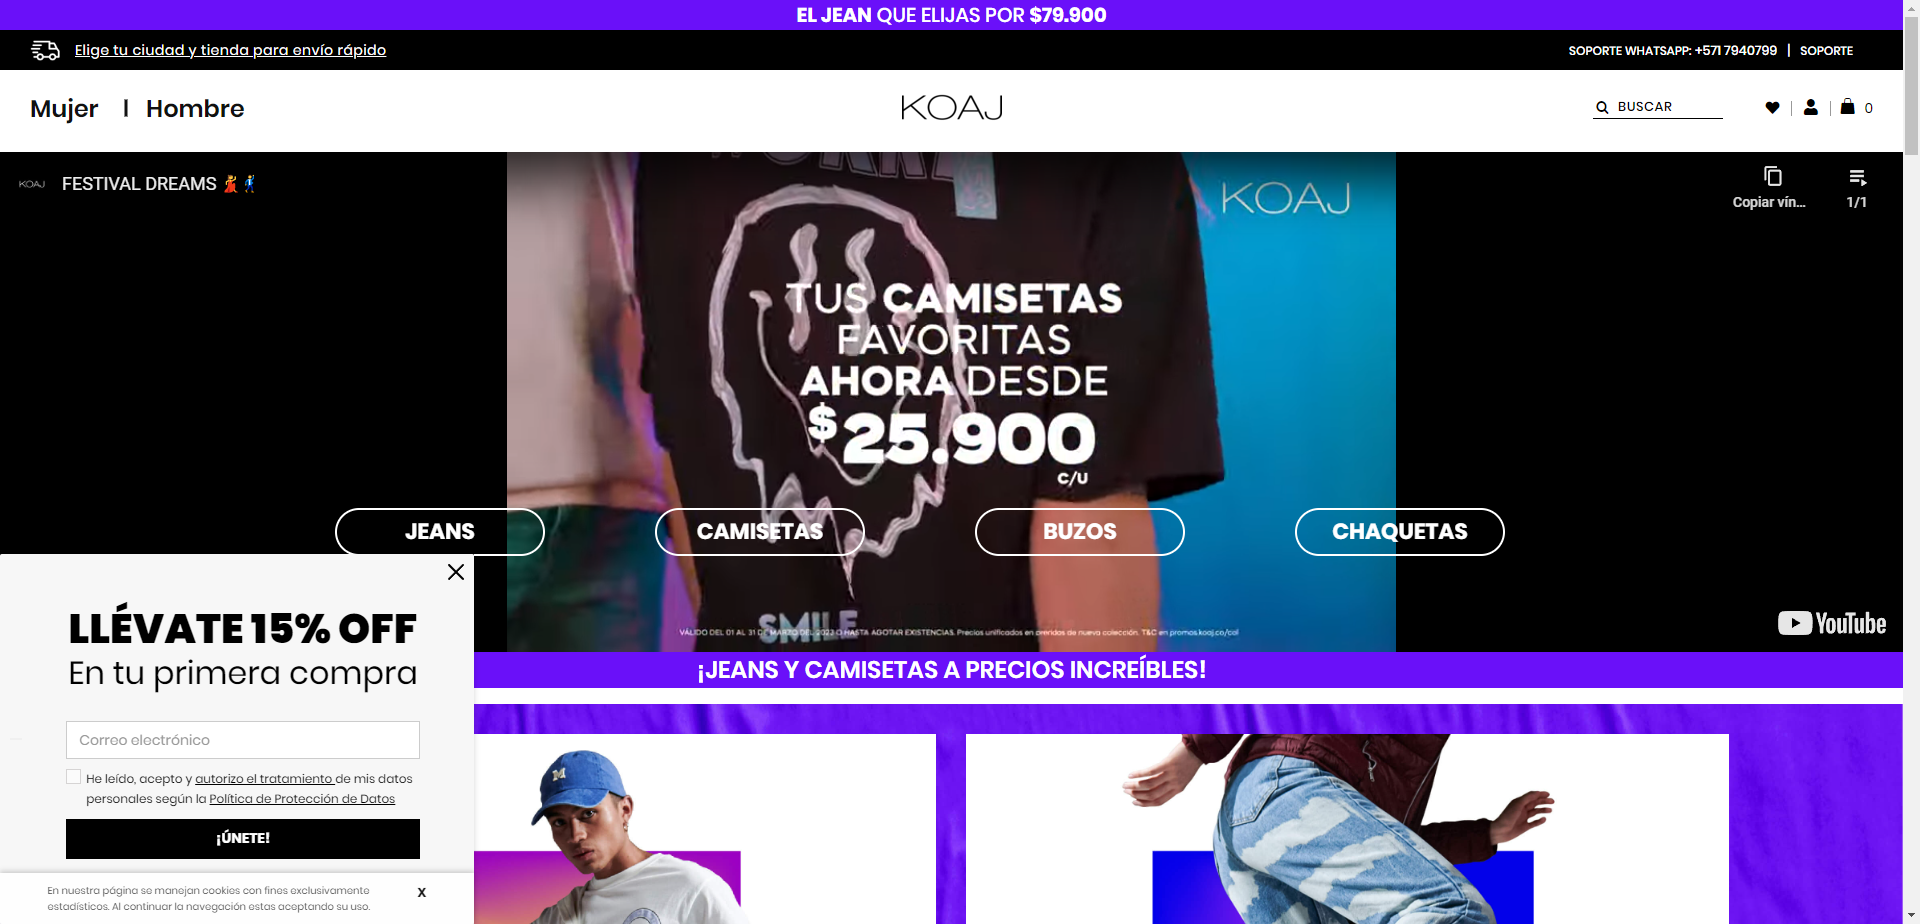 EL JEAN QUE ELIJAS POR $79.900
Elige tu ciudad y tienda para envío rápido
SOPORTE WHATSAPP: +571 7940799 | SOPORTE
Mujer | Hombre
KOAJ
BUSCAR
0
KOAJ
FESTIVAL DREAMS
Copiar vín...
1/1
KOAJ
TUS CAMISETAS
FAVORITAS
AHORA DESDE
$25.900
C/U
JEANS
CAMISETAS
BUZOS
CHAQUETAS
SMILE
VÁLIDO DEL 01 AL 31 DE MARZO DEL 2023 O HASTA AGOTAR EXISTENCIAS. Precios unificados en prendas de nueva colección. T&C en promos.koaj.co/col
YouTube
¡JEANS Y CAMISETAS A PRECIOS INCREÍBLES!
LLÉVATE 15% OFF
En tu primera compra
Correo electrónico
He leído, acepto y autorizo el tratamiento de mis datos
personales según la Política de Protección de Datos
¡ÚNETE!
En nuestra página se manejan cookies con fines exclusivamente
estadísticos. Al continuar la navegación estas aceptando su uso.
X
M